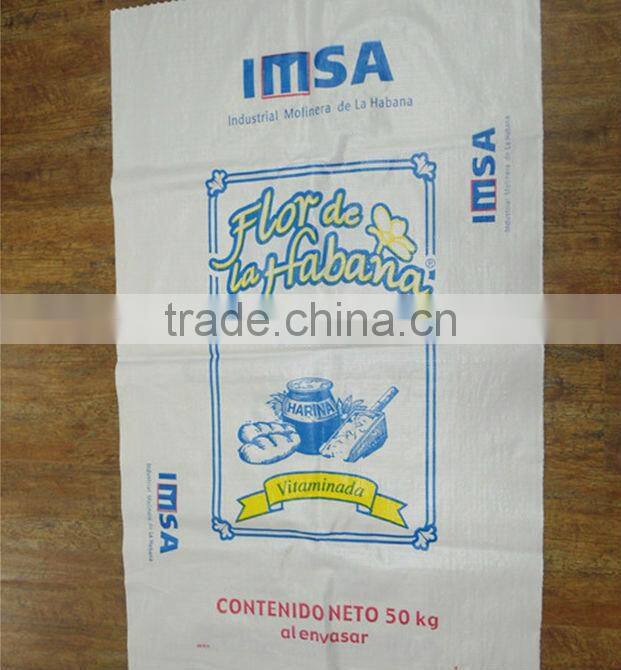 IMSA
Industrial Molinera de La Habana
IMSA
Industrial Molinera de La Habana
Flor de
la Habana®
trade.china.cn
HARINA
Vitaminada
IMSA
Industrial Molinera de La Habana
CONTENIDO NETO 50 kg
al envasar